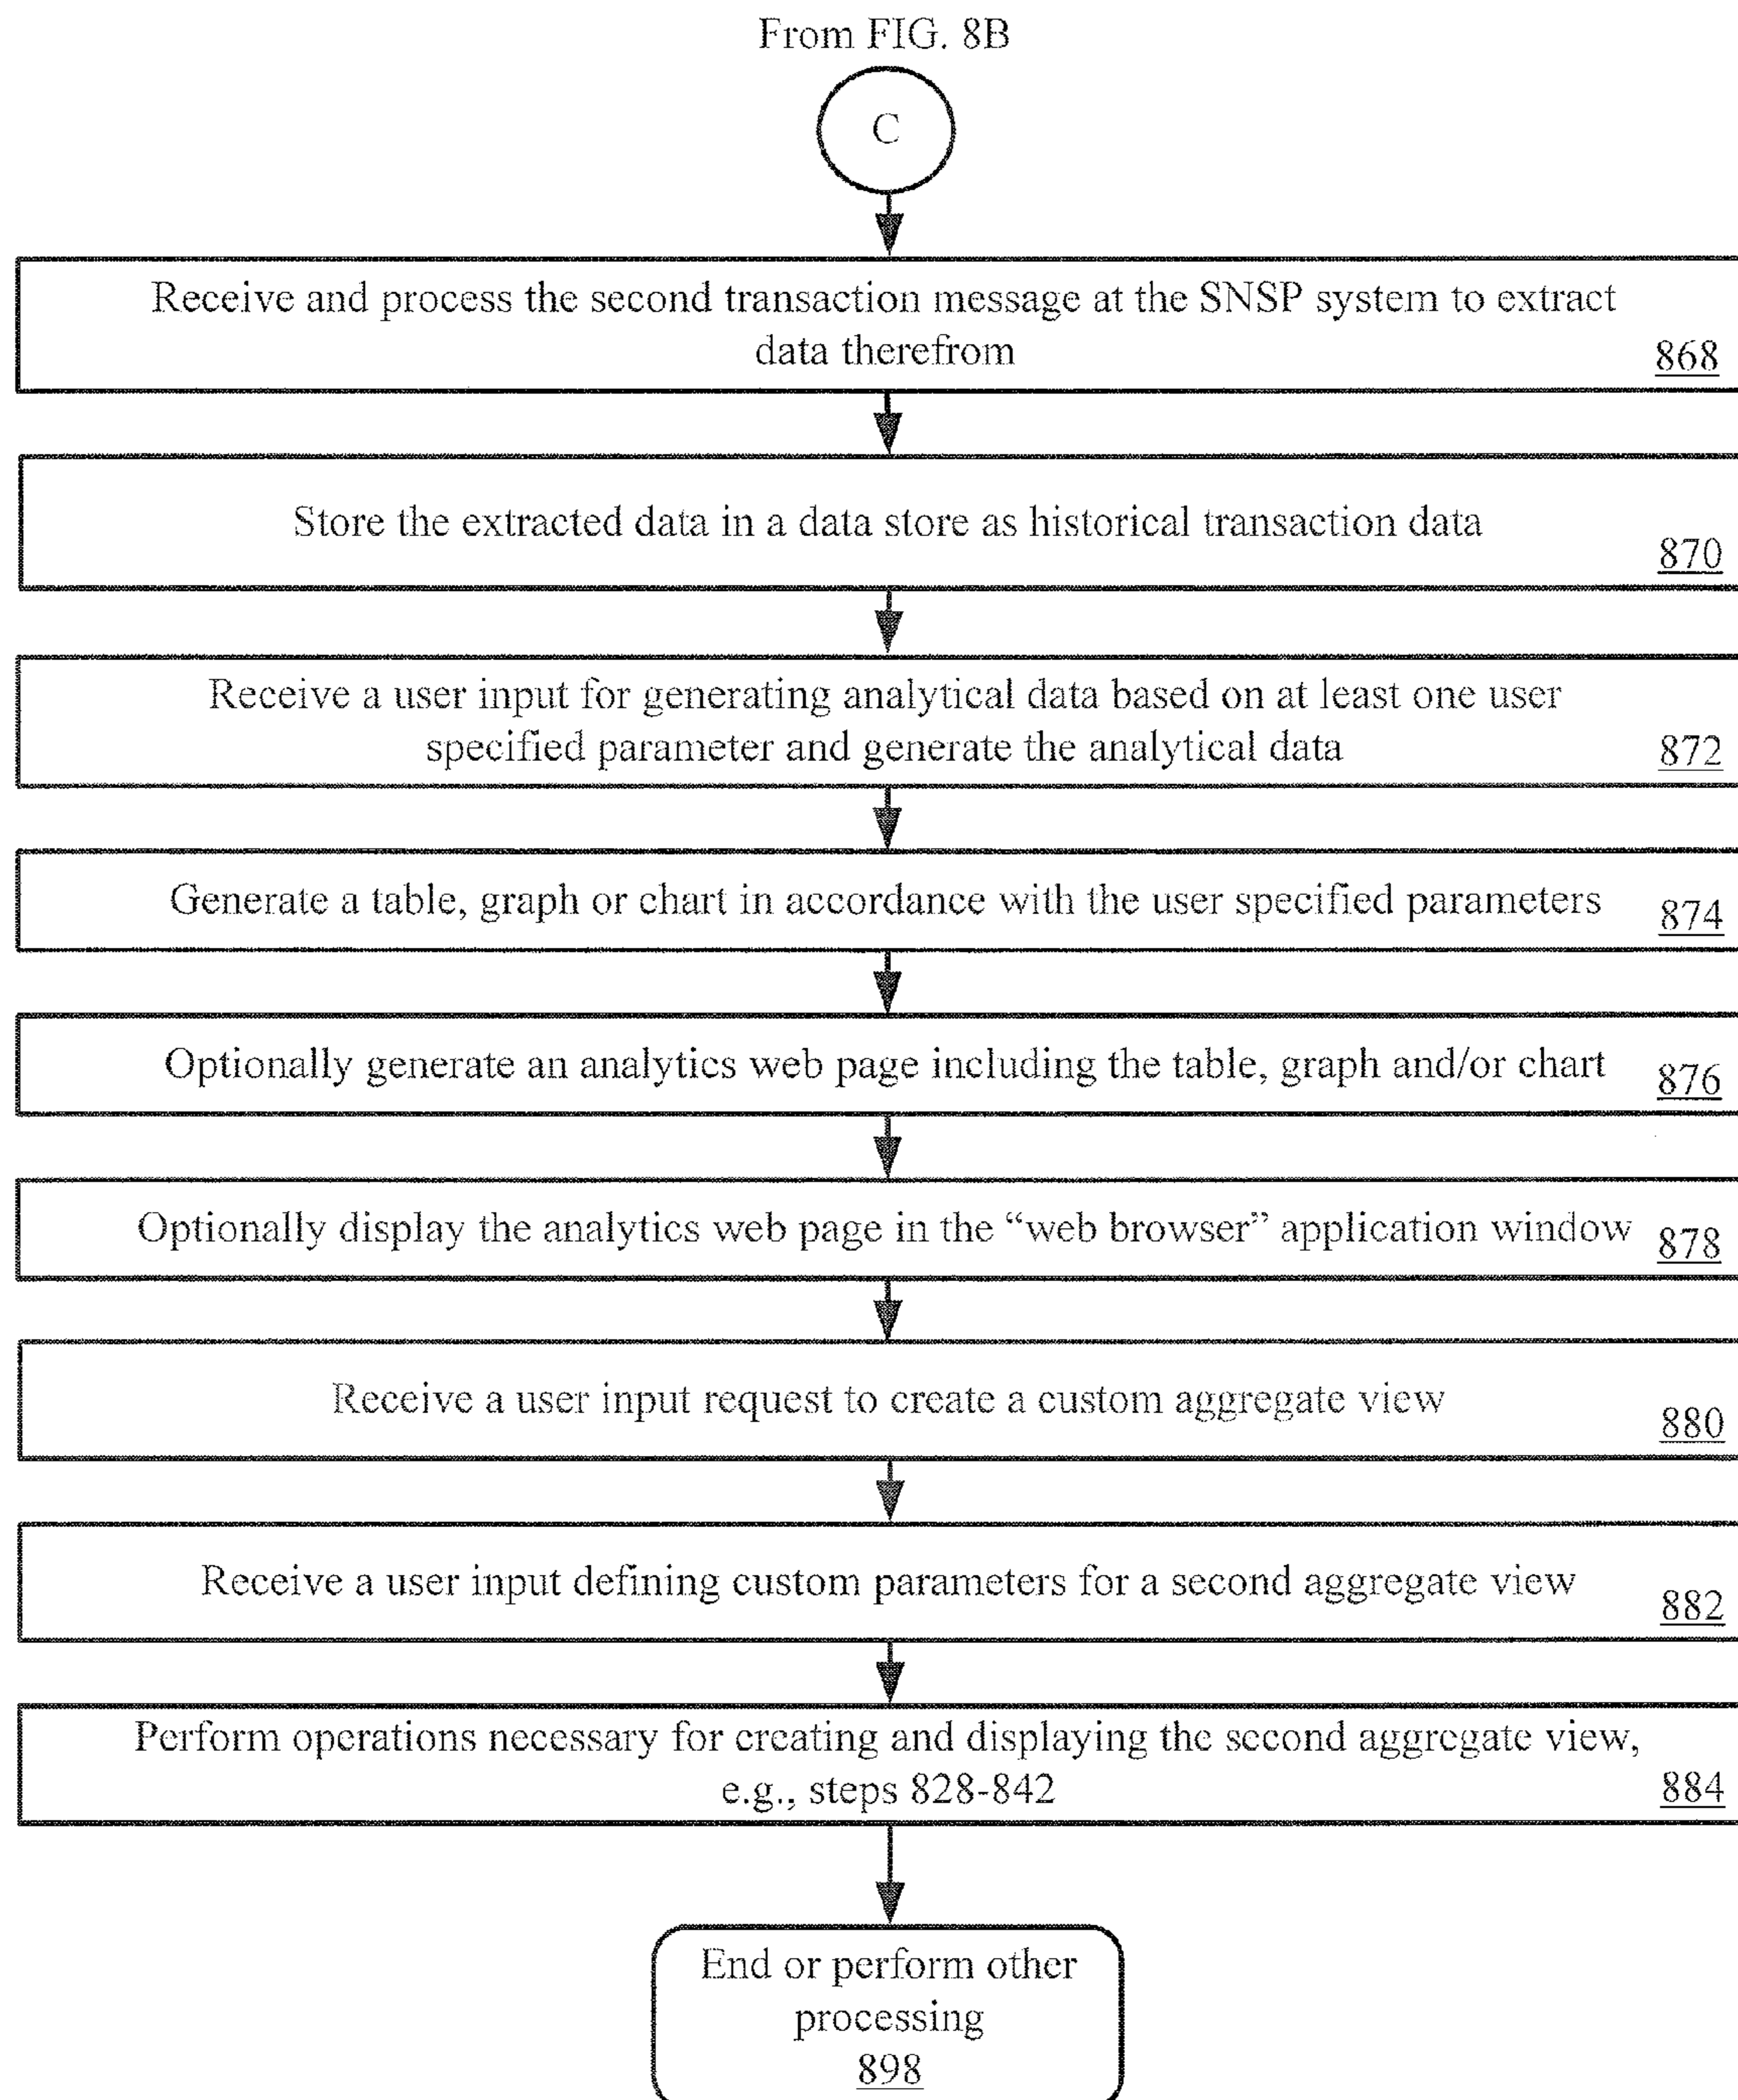 From FIG. 8B
C
Receive and process the second transaction message at the SNSP system to extract
data therefrom
868
Store the extracted data in a data store as historical transaction data
870
Receive a user input for generating analytical data based on at least one user
specified parameter and generate the analytical data
872
Generate a table, graph or chart in accordance with the user specified parameters
874
Optionally generate an analytics web page including the table, graph and/or chart
876
Optionally display the analytics web page in the “web browser” application window
878
Receive a user input request to create a custom aggregate view
880
Receive a user input defining custom parameters for a second aggregate view
882
Perform operations necessary for creating and displaying the second aggregate view,
e.g., steps 828-842
884
End or perform other
processing
898